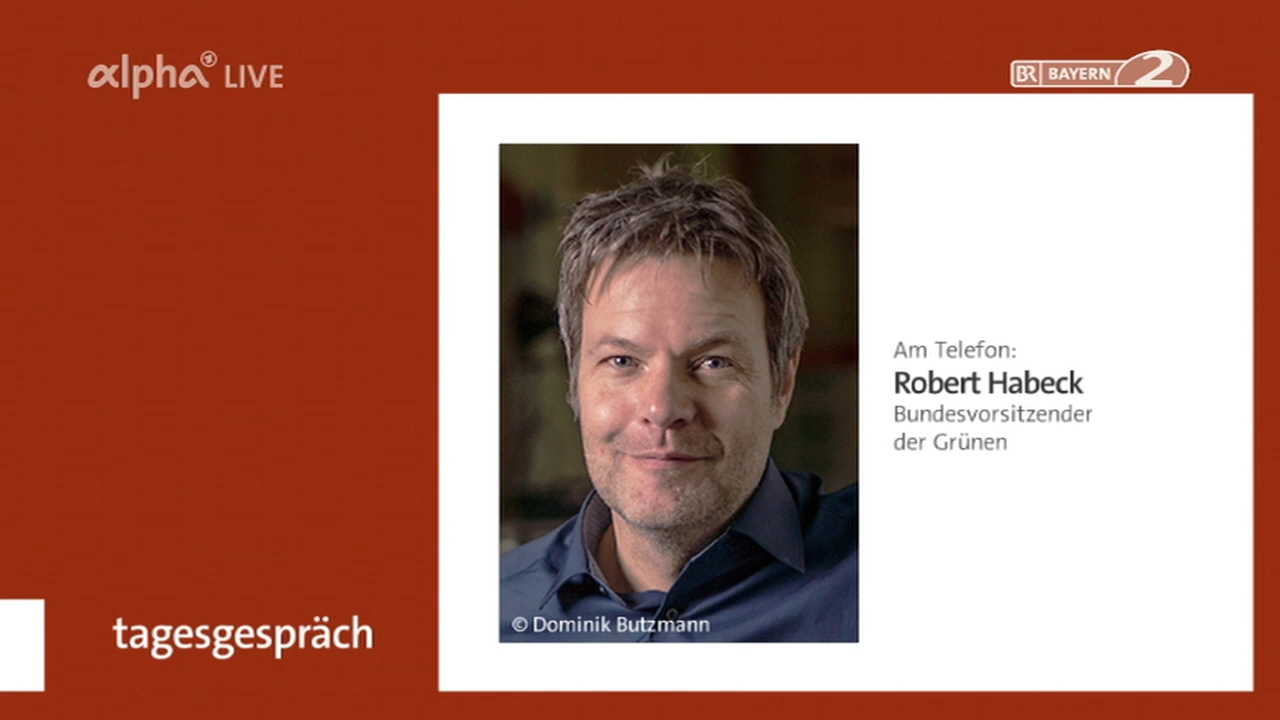 alpha LIVE
BR BAYERN 2
Am Telefon:
Robert Habeck
Bundesvorsitzender
der Grünen
© Dominik Butzmann
tagesgespräch